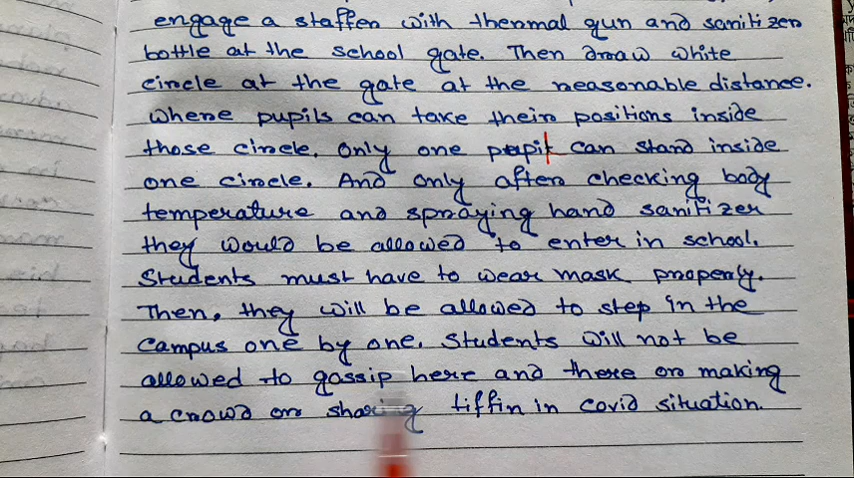 engage a staffer with thermal gun and sanitizer
bottle at the school gate. Then draw white
circle at the gate at the reasonable distance.
Where pupils can take their positions inside
those circle. Only one pupil can stand inside
one circle. And only after checking body
temperature and spraying hand sanitizer
they would be allowed to enter in school.
Students must have to wear mask properly.
Then, they will be allowed to step in the
campus one by one. Students will not be
allowed to gossip here and there or making
a crowd or sharing tiffin in covid situation.